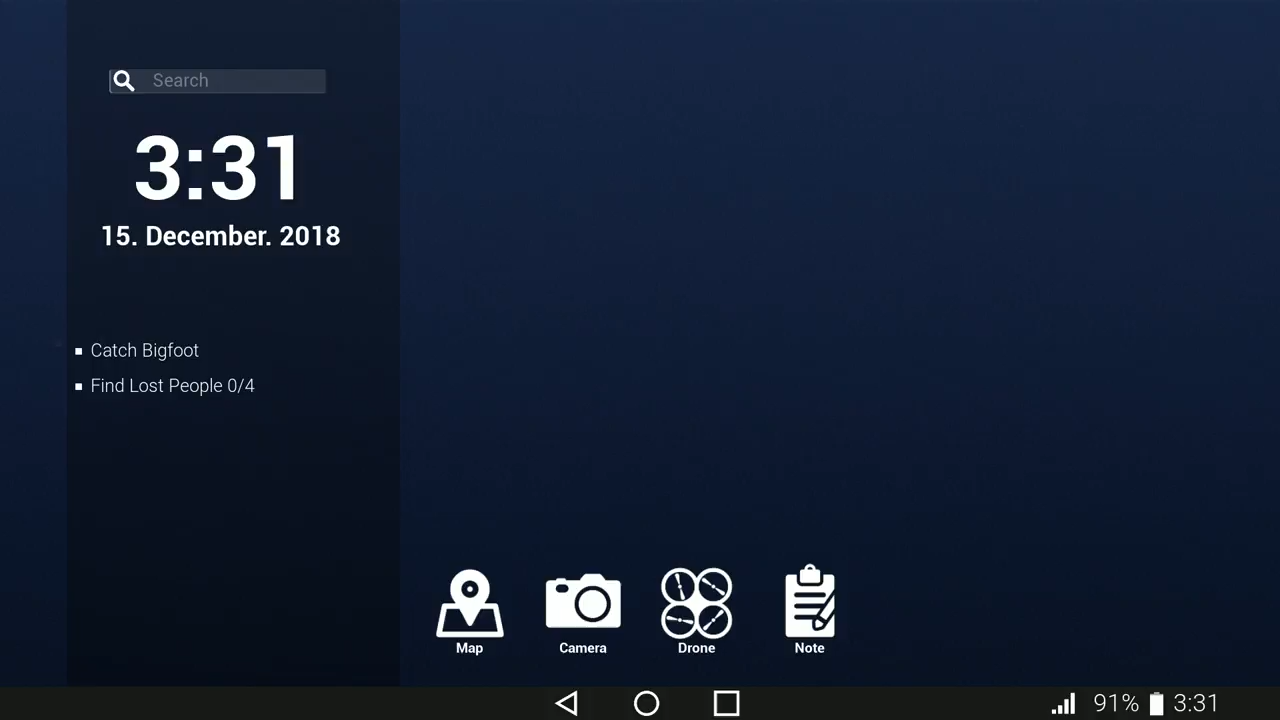 Search
3:31
15. December. 2018
Catch Bigfoot
Find Lost People 0/4
Map
Camera
Drone
Note
91% 3:31